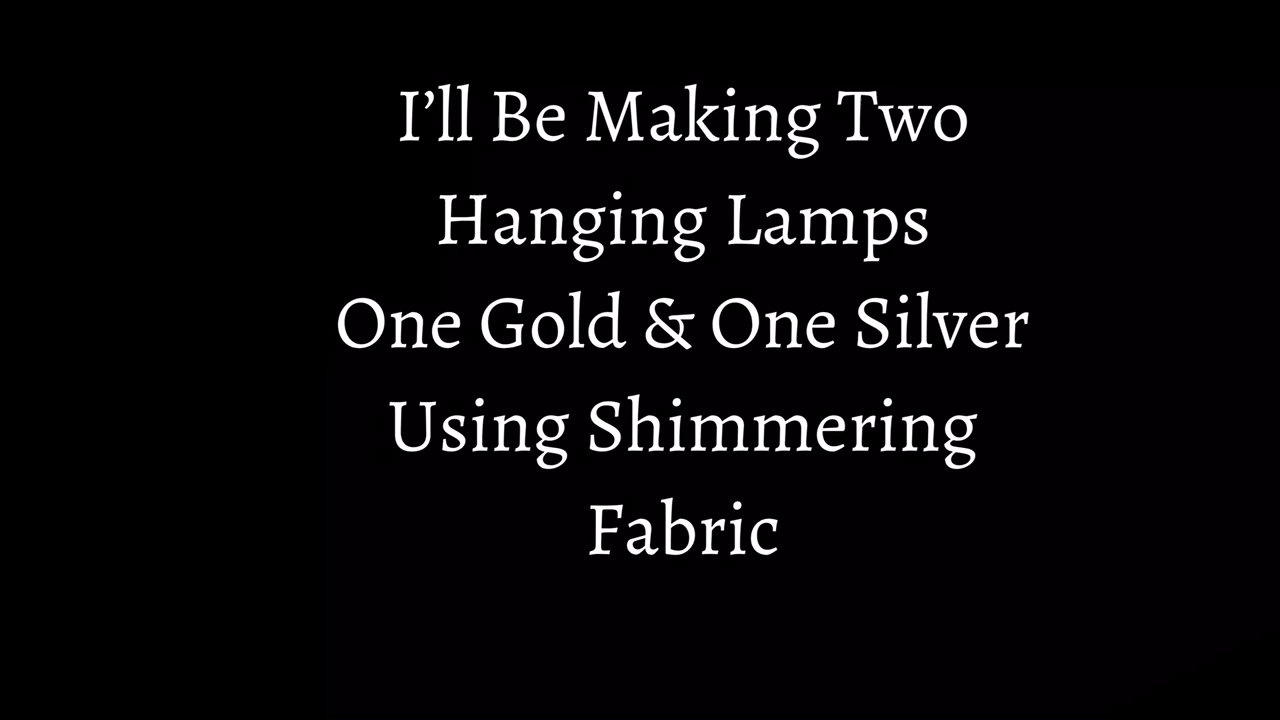 I’ll Be Making Two
Hanging Lamps
One Gold & One Silver
Using Shimmering
Fabric